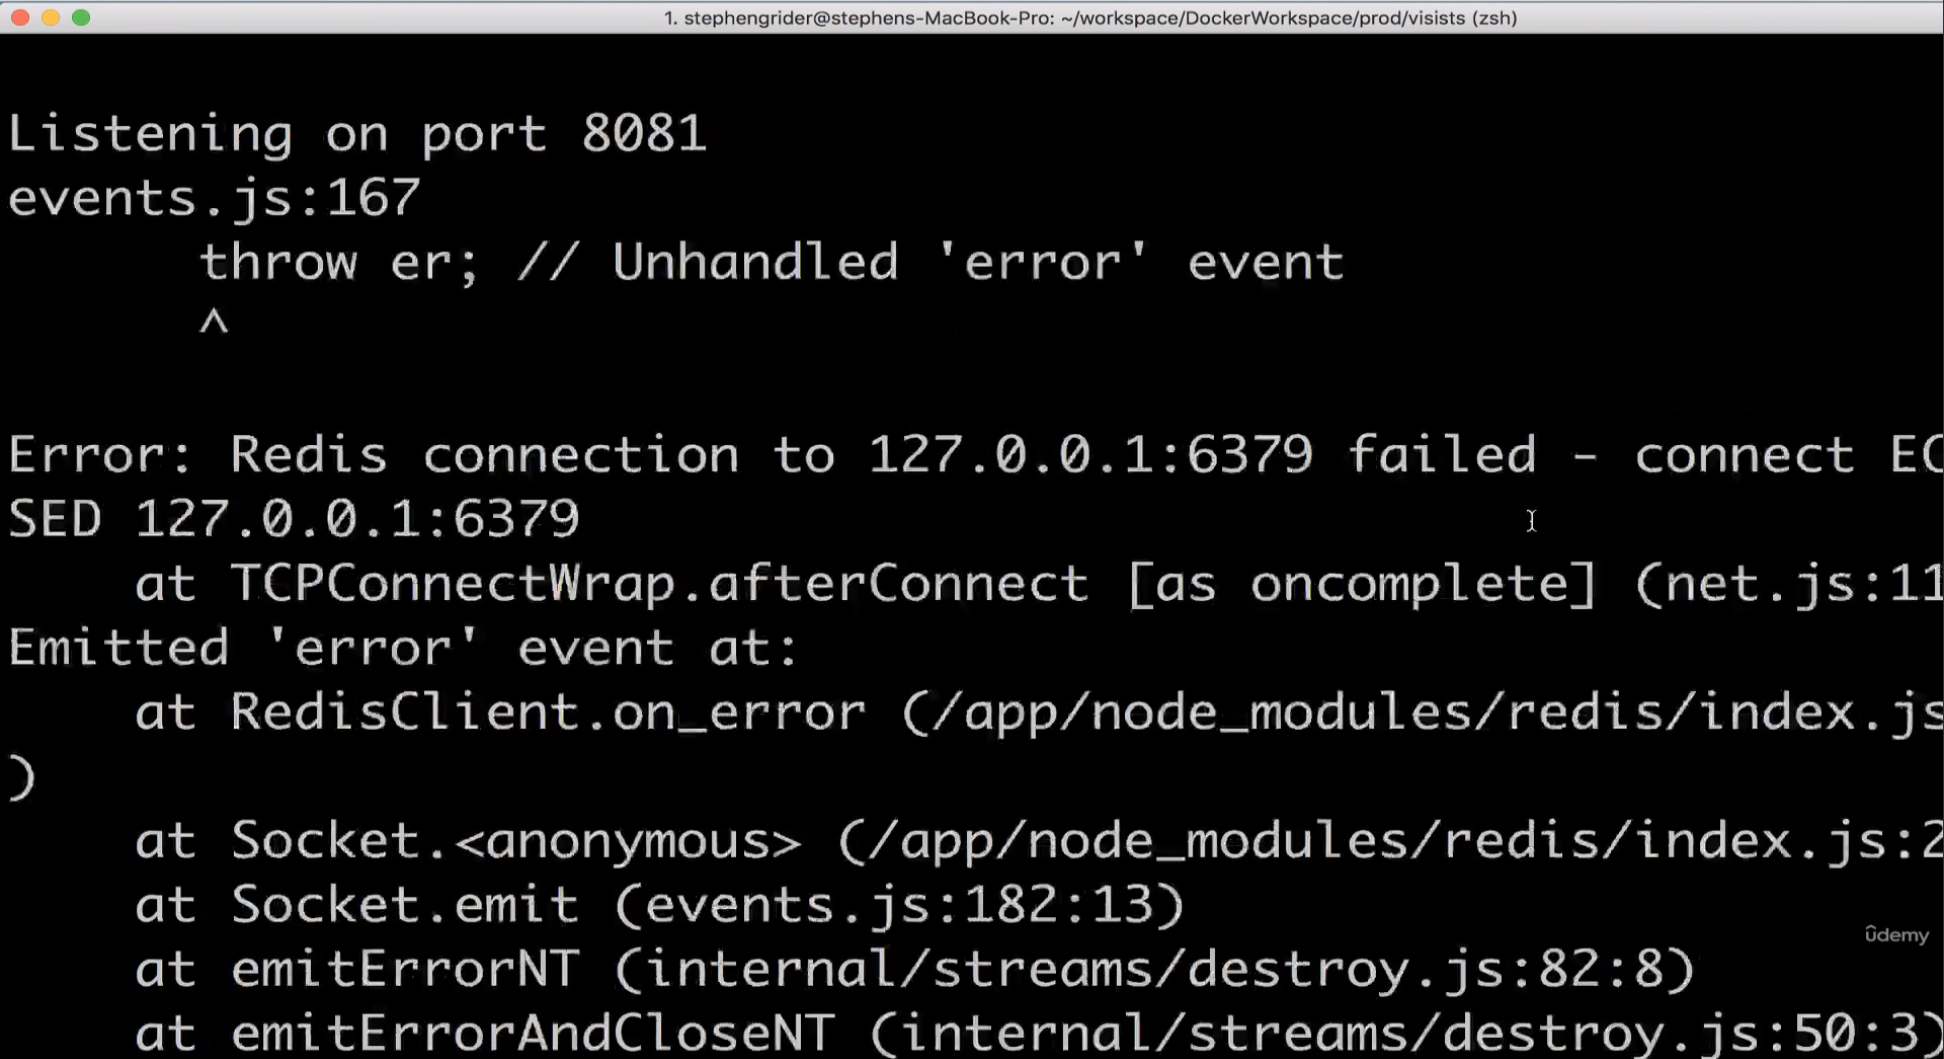 1. stephengrider@stephens-MacBook-Pro: ~/workspace/DockerWorkspace/prod/visists (zsh)
Listening on port 8081
events.js:167
throw er; // Unhandled 'error' event
^
Error: Redis connection to 127.0.0.1:6379 failed - connect EC
SED 127.0.0.1:6379
at TCPConnectWrap.afterConnect [as oncomplete] (net.js:11
Emitted 'error' event at:
at RedisClient.on_error (/app/node_modules/redis/index.js
)
at Socket.<anonymous> (/app/node_modules/redis/index.js:2
at Socket.emit (events.js:182:13)
at emitErrorNT (internal/streams/destroy.js:82:8)
at emitErrorAndCloseNT (internal/streams/destroy.js:50:3)
ûdemy